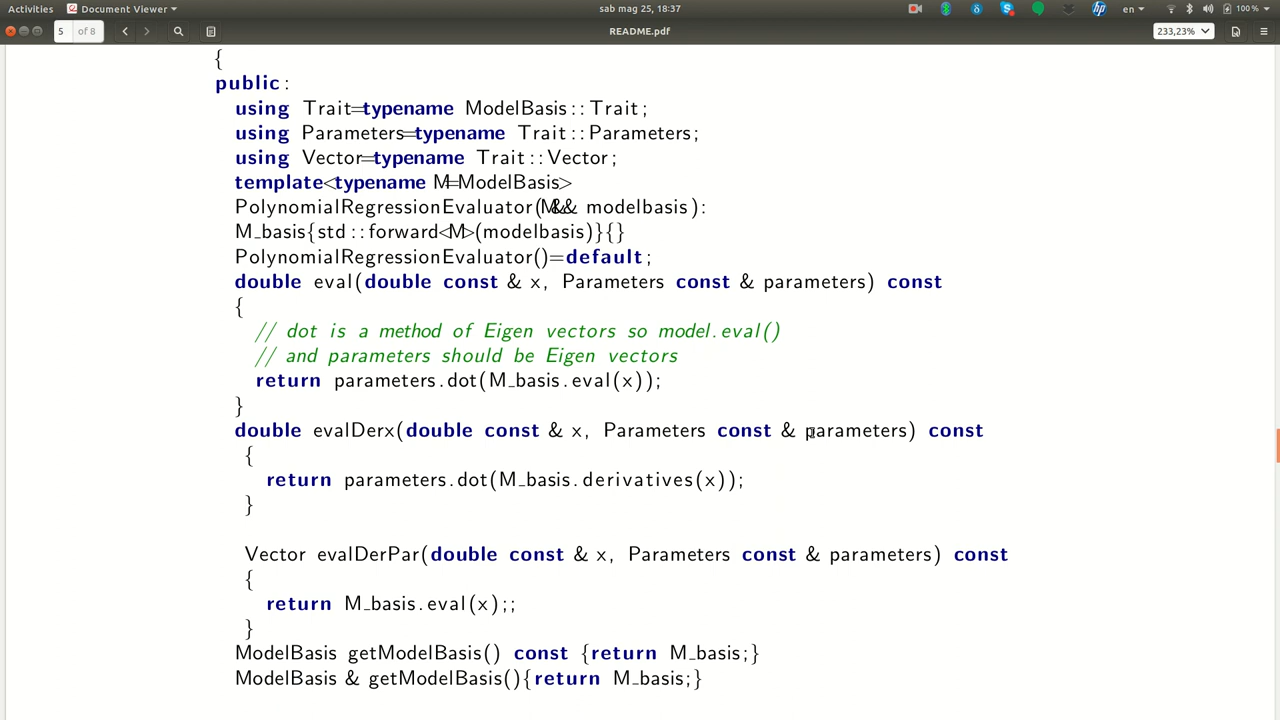 Activities Document Viewer sab mag 25, 18:37 en 100 %
5 of 8 README.pdf 233,23%
{
public:
using Trait=typename ModelBasis::Trait;
using Parameters=typename Trait::Parameters;
using Vector=typename Trait::Vector;
template<typename M=ModelBasis>
PolynomialRegressionEvaluator(M&& modelbasis):
M_basis{std::forward<M>(modelbasis)}{}
PolynomialRegressionEvaluator()=default;
double eval(double const & x, Parameters const & parameters) const
{
// dot is a method of Eigen vectors so model.eval()
// and parameters should be Eigen vectors
return parameters.dot(M_basis.eval(x));
}
double evalDerx(double const & x, Parameters const & parameters) const
{
return parameters.dot(M_basis.derivatives(x));
}
Vector evalDerPar(double const & x, Parameters const & parameters) const
{
return M_basis.eval(x);;
}
ModelBasis getModelBasis() const {return M_basis;}
ModelBasis & getModelBasis(){return M_basis;}